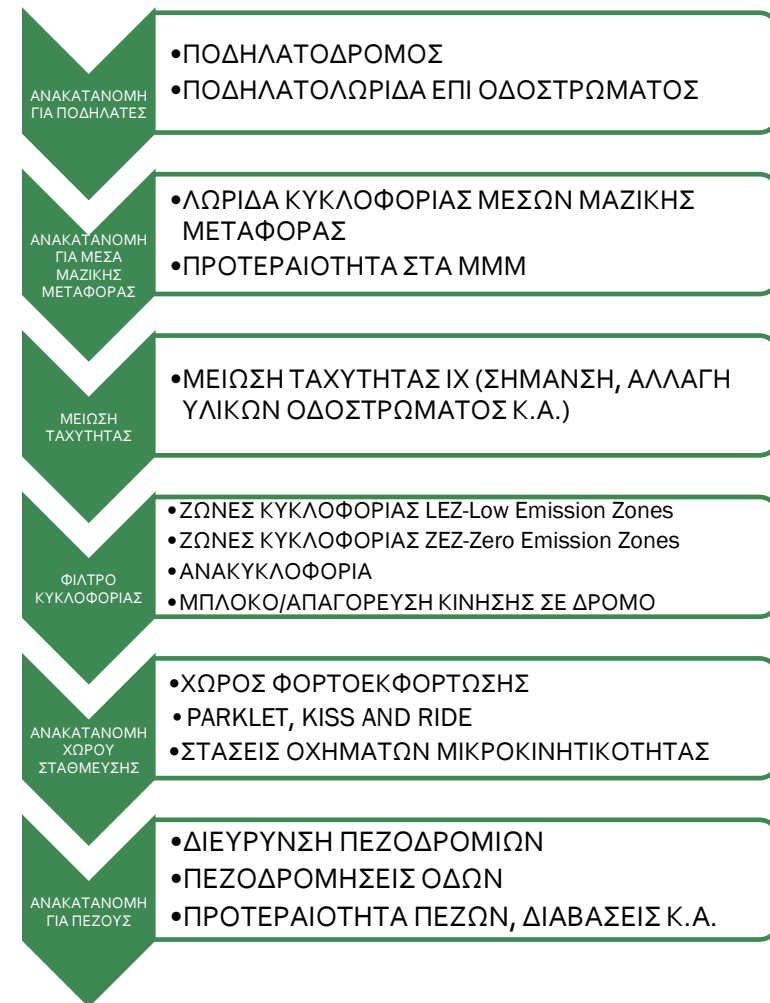 ΑΝΑΚΑΤΑΝΟΜΗ
ΓΙΑ ΠΟΔΗΛΑΤΕΣ
•ΠΟΔΗΛΑΤΟΔΡΟΜΟΣ
•ΠΟΔΗΛΑΤΟΛΩΡΙΔΑ ΕΠΙ ΟΔΟΣΤΡΩΜΑΤΟΣ
ΑΝΑΚΑΤΑΝΟΜΗ
ΓΙΑ ΜΕΣΑ
ΜΑΖΙΚΗΣ
ΜΕΤΑΦΟΡΑΣ
•ΛΩΡΙΔΑ ΚΥΚΛΟΦΟΡΙΑΣ ΜΕΣΩΝ ΜΑΖΙΚΗΣ
ΜΕΤΑΦΟΡΑΣ
•ΠΡΟΤΕΡΑΙΟΤΗΤΑ ΣΤΑ ΜΜΜ
ΜΕΙΩΣΗ
ΤΑΧΥΤΗΤΑΣ
•ΜΕΙΩΣΗ ΤΑΧΥΤΗΤΑΣ ΙΧ (ΣΗΜΑΝΣΗ, ΑΛΛΑΓΗ
ΥΛΙΚΩΝ ΟΔΟΣΤΡΩΜΑΤΟΣ Κ.Α.)
ΦΙΛΤΡΟ
ΚΥΚΛΟΦΟΡΙΑΣ
•ΖΩΝΕΣ ΚΥΚΛΟΦΟΡΙΑΣ LEZ-Low Emission Zones
•ΖΩΝΕΣ ΚΥΚΛΟΦΟΡΙΑΣ ZEZ-Zero Emission Zones
•ΑΝΑΚΥΚΛΟΦΟΡΙΑ
•ΜΠΛΟΚΟ/ΑΠΑΓΟΡΕΥΣΗ ΚΙΝΗΣΗΣ ΣΕ ΔΡΟΜΟ
ΑΝΑΚΑΤΑΝΟΜΗ
ΧΩΡΟΥ
ΣΤΑΘΜΕΥΣΗΣ
•ΧΩΡΟΣ ΦΟΡΤΟΕΚΦΟΡΤΩΣΗΣ
•PARKLET, KISS AND RIDE
•ΣΤΑΣΕΙΣ ΟΧΗΜΑΤΩΝ ΜΙΚΡΟΚΙΝΗΤΙΚΟΤΗΤΑΣ
ΑΝΑΚΑΤΑΝΟΜΗ
ΓΙΑ ΠΕΖΟΥΣ
•ΔΙΕΥΡΥΝΣΗ ΠΕΖΟΔΡΟΜΙΩΝ
•ΠΕΖΟΔΡΟΜΗΣΕΙΣ ΟΔΩΝ
•ΠΡΟΤΕΡΑΙΟΤΗΤΑ ΠΕΖΩΝ, ΔΙΑΒΑΣΕΙΣ Κ.Α.